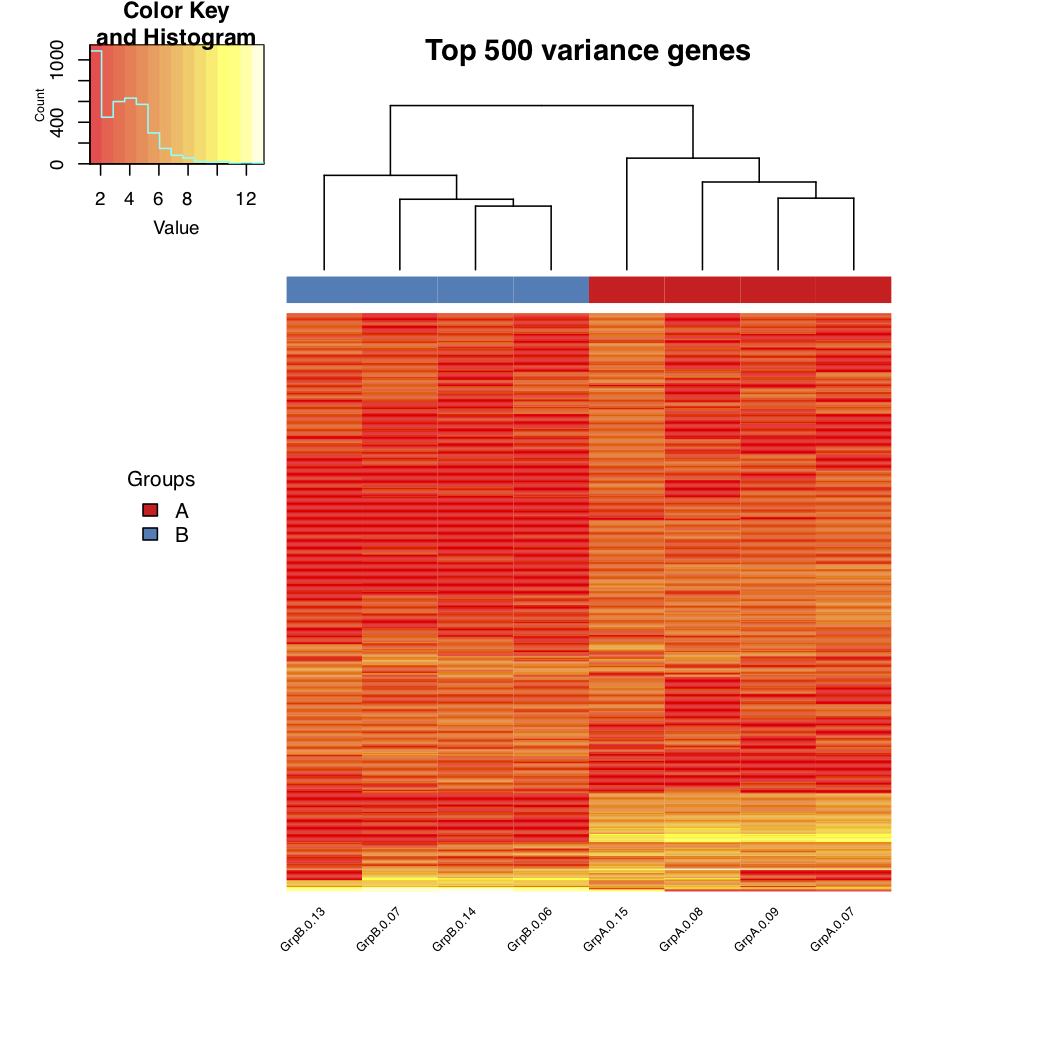 Color Key
and Histogram
Count
0 400 1000
2 4 6 8 12
Value
Top 500 variance genes
Groups
A
B
GrpB.0.13 GrpB.0.07 GrpB.0.14 GrpB.0.06 GrpA.0.15 GrpA.0.08 GrpA.0.09 GrpA.0.07